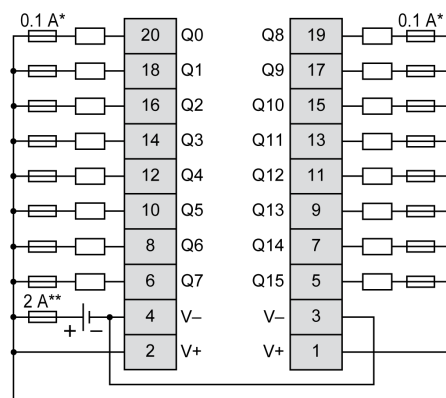 0.1 A* 0.1 A*
20 Q0 Q8 19
18 Q1 Q9 17
16 Q2 Q10 15
14 Q3 Q11 13
12 Q4 Q12 11
10 Q5 Q13 9
8 Q6 Q14 7
6 Q7 Q15 5
2 A** + − 4 V− V− 3
2 V+ V+ 1